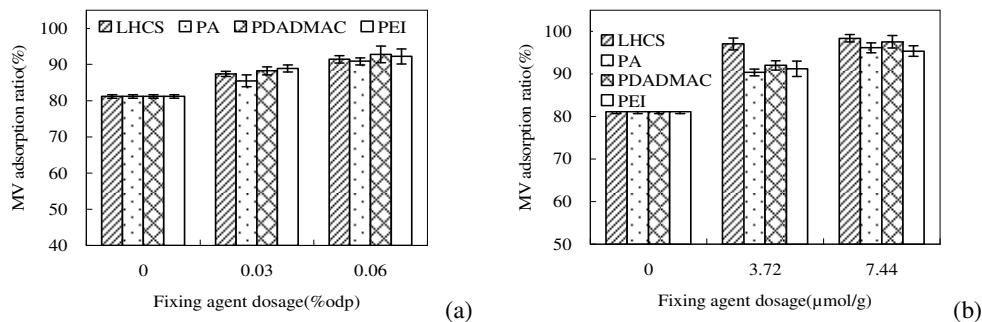 100
90
80
70
60
50
40
MV adsorption ratio(%)
LHCS PA PDADMAC PEI
0 0.03 0.06
Fixing agent dosage(%odp)
(a)
100
90
80
70
60
50
MV adsorption ratio(%)
LHCS
PA
PDADMAC
PEI
0 3.72 7.44
Fixing agent dosage(μmol/g)
(b)